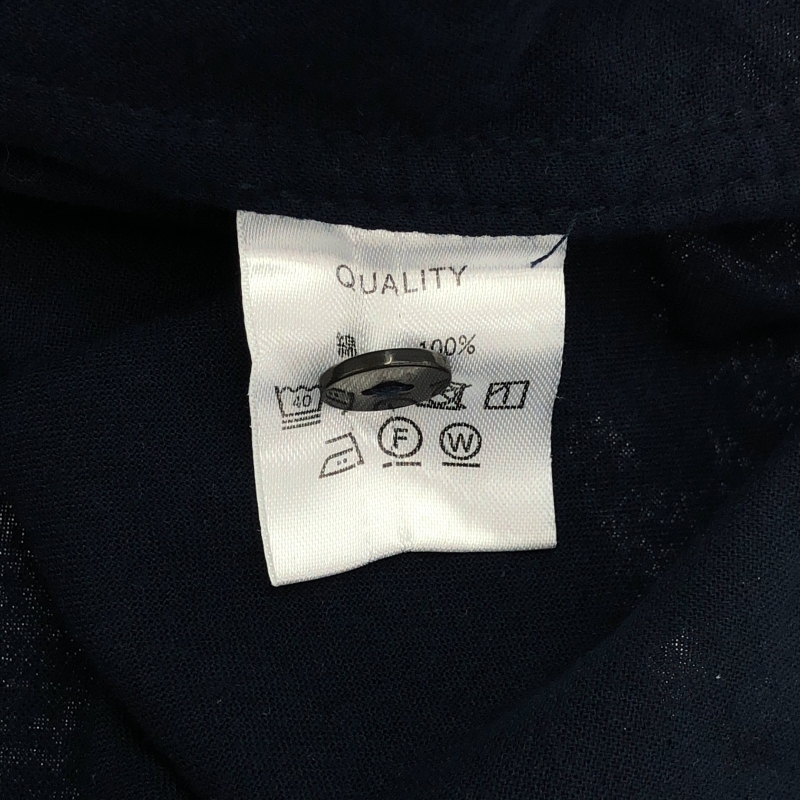 QUALITY
綿 100%
40
F W